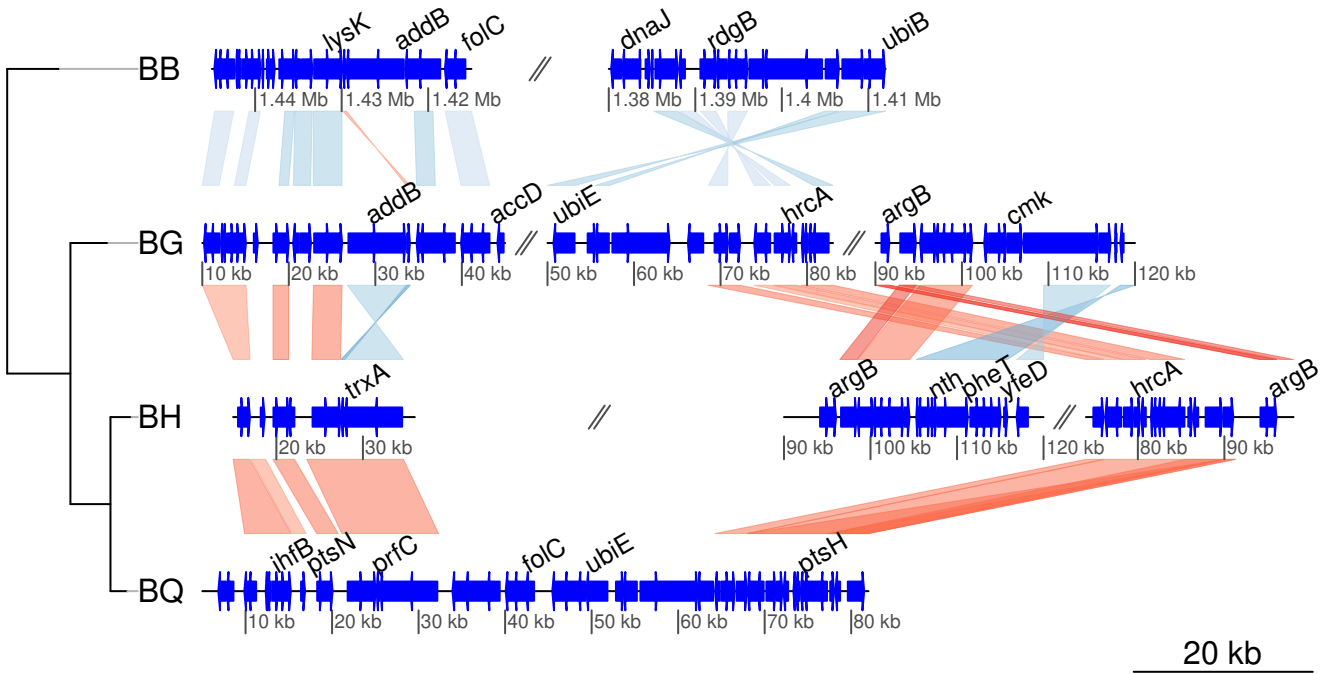 lysK addB folC dnaJ rdgB ubiB
BB
1.44 Mb 1.43 Mb 1.42 Mb 1.38 Mb 1.39 Mb 1.4 Mb 1.41 Mb
addB accD ubiE hrcA argB cmk
BG
10 kb 20 kb 30 kb 40 kb 50 kb 60 kb 70 kb 80 kb 90 kb 100 kb 110 kb 120 kb
trxA argB nth pheT yfeD hrcA argB
BH
20 kb 30 kb 90 kb 100 kb 110 kb 120 kb 80 kb 90 kb
ihfB ptsN prfC folC ubiE ptsH
BQ
10 kb 20 kb 30 kb 40 kb 50 kb 60 kb 70 kb 80 kb
20 kb